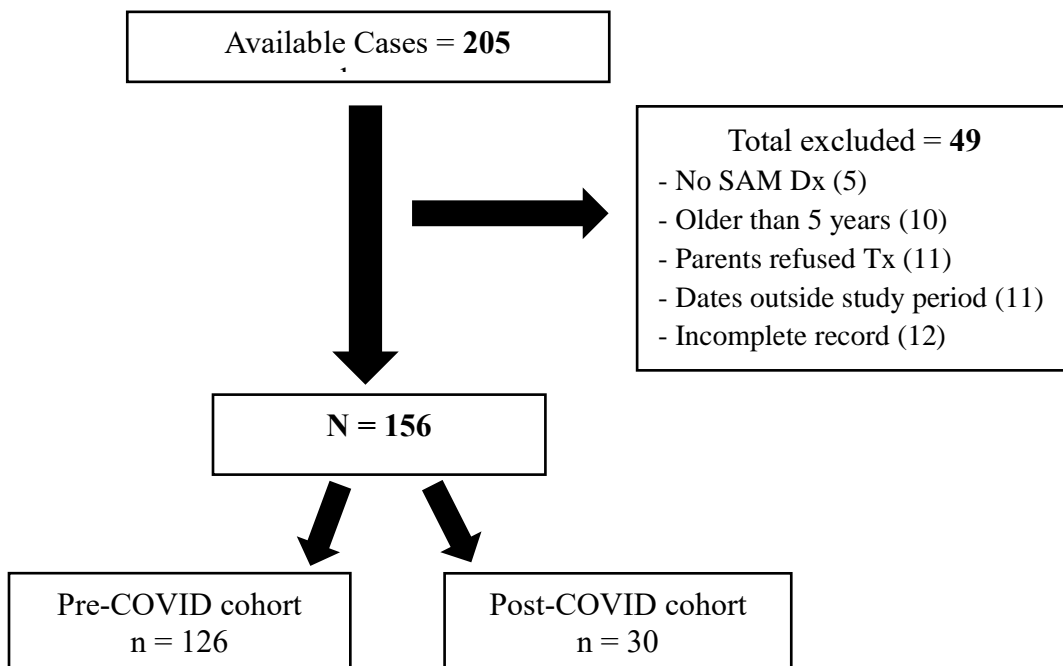 Available Cases = 205
Total excluded = 49
- No SAM Dx (5)
- Older than 5 years (10)
- Parents refused Tx (11)
- Dates outside study period (11)
- Incomplete record (12)
N = 156
Pre-COVID cohort
n = 126
Post-COVID cohort
n = 30